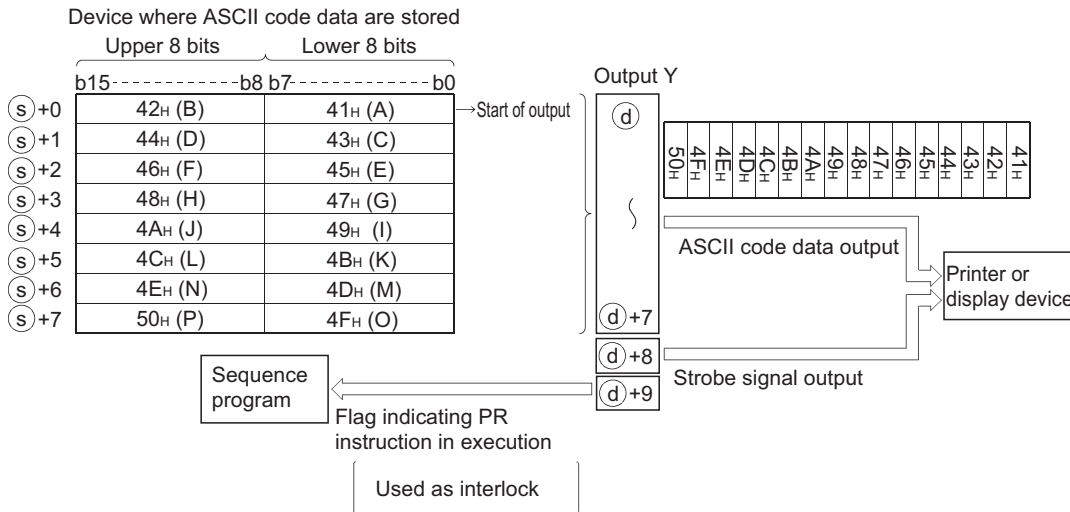 Device where ASCII code data are stored
Upper 8 bits Lower 8 bits
b15 b8 b7 b0
Output Y
s +0 42H (B) 41H (A) →Start of output d
s +1 44H (D) 43H (C)
s +2 46H (F) 45H (E)
s +3 48H (H) 47H (G)
s +4 4AH (J) 49H (I)
s +5 4CH (L) 4BH (K)
s +6 4EH (N) 4DH (M)
s +7 50H (P) 4FH (O)
50H 4FH 4EH 4DH 4CH 4BH 4AH 49H 48H 47H 46H 45H 44H 43H 42H 41H
ASCII code data output
Printer or
display device
d +7
d +8
Strobe signal output
d +9
Sequence
program
Flag indicating PR
instruction in execution
Used as interlock